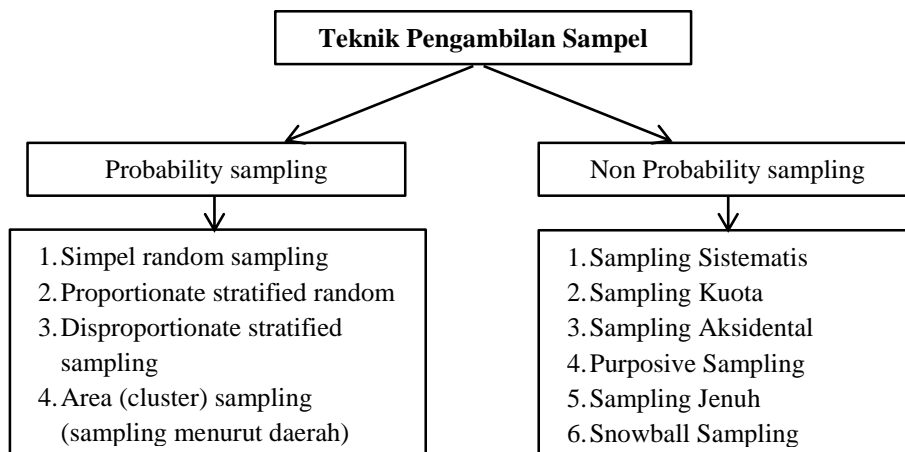 Teknik Pengambilan Sampel
Probability sampling
Non Probability sampling
1. Simpel random sampling
2. Proportionate stratified random
3. Disproportionate stratified
sampling
4. Area (cluster) sampling
(sampling menurut daerah)
1. Sampling Sistematis
2. Sampling Kuota
3. Sampling Aksidental
4. Purposive Sampling
5. Sampling Jenuh
6. Snowball Sampling